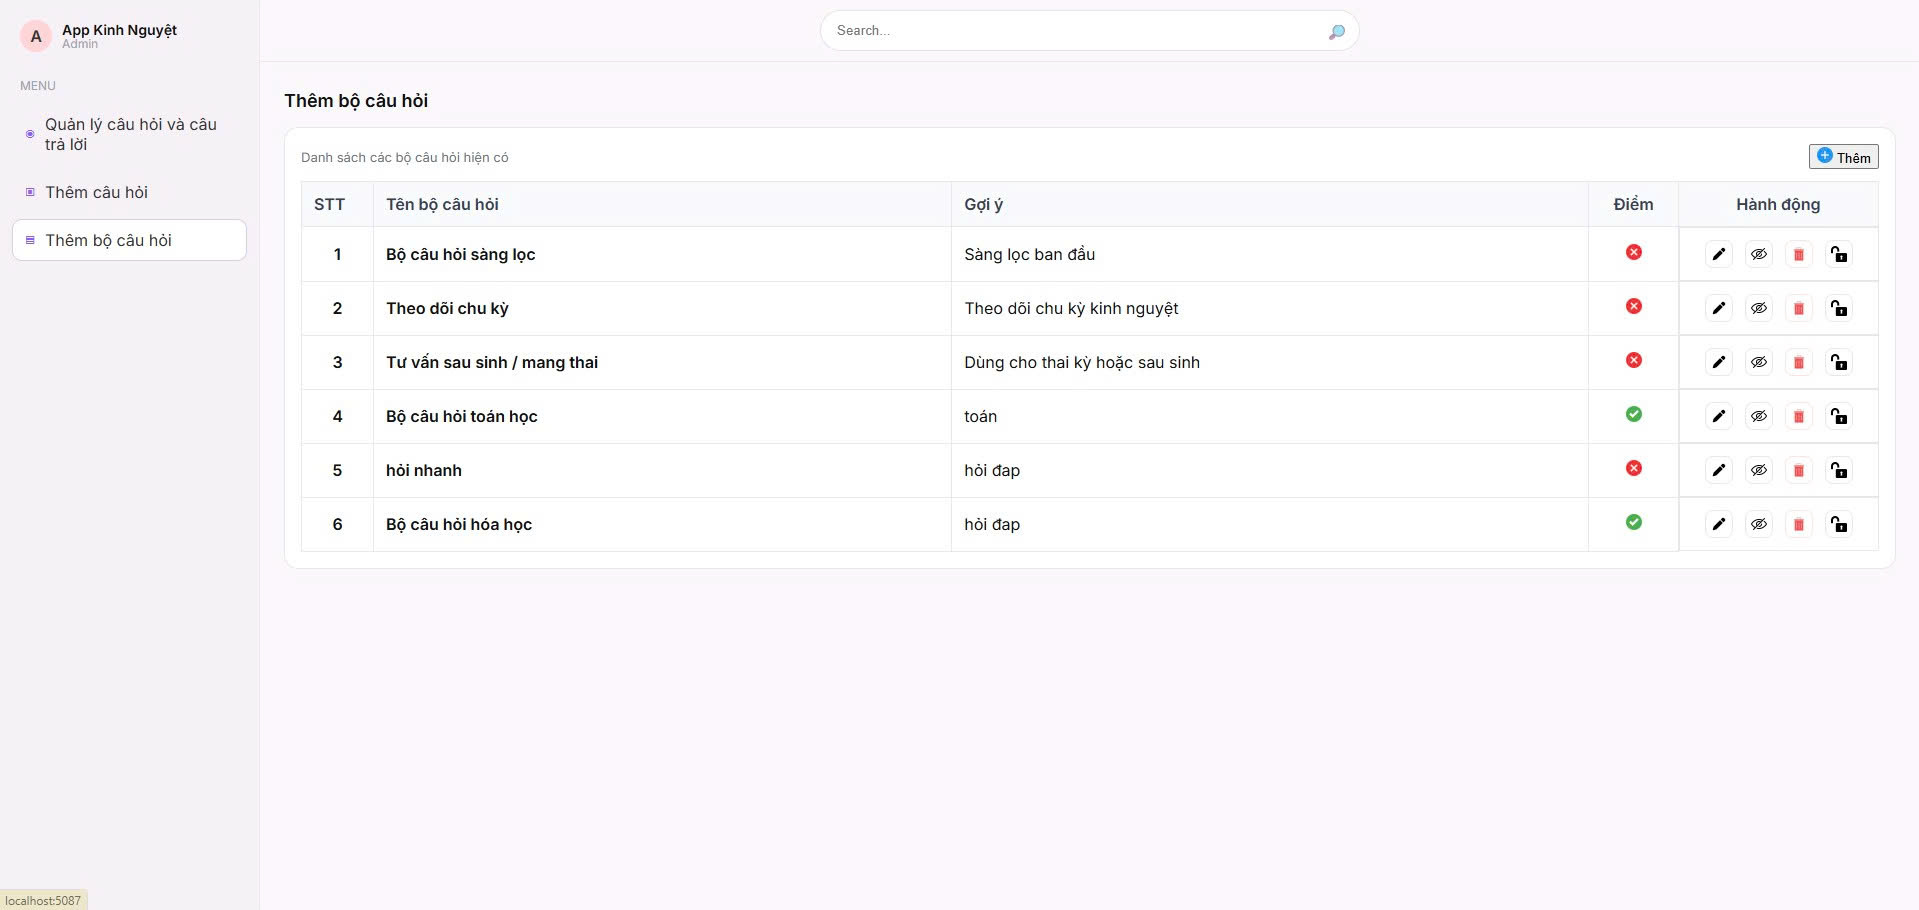 A
App Kinh Nguyệt
Admin
Search...
MENU
Quản lý câu hỏi và câu
trả lời
Thêm câu hỏi
Thêm bộ câu hỏi
Thêm bộ câu hỏi
Danh sách các bộ câu hỏi hiện có
Thêm
STT Tên bộ câu hỏi Gợi ý Điểm Hành động
1 Bộ câu hỏi sàng lọc Sàng lọc ban đầu
2 Theo dõi chu kỳ Theo dõi chu kỳ kinh nguyệt
3 Tư vấn sau sinh / mang thai Dùng cho thai kỳ hoặc sau sinh
4 Bộ câu hỏi toán học toán
5 hỏi nhanh hỏi đap
6 Bộ câu hỏi hóa học hỏi đap
localhost:5087